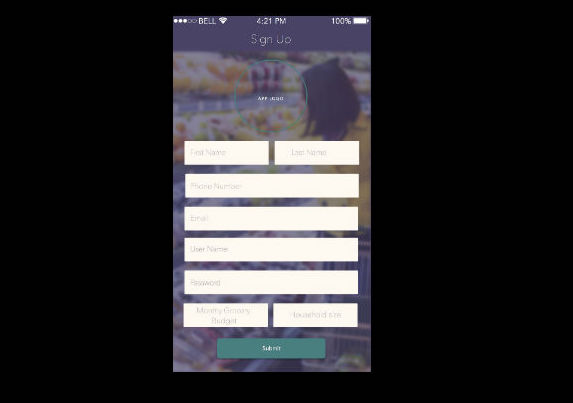 BELL 4:21 PM 100%
Sign Up
APP LOGO
First Name Last Name
Phone Number
Email
User Name
Password
Montly Grocery
Budget
Household size
Submit